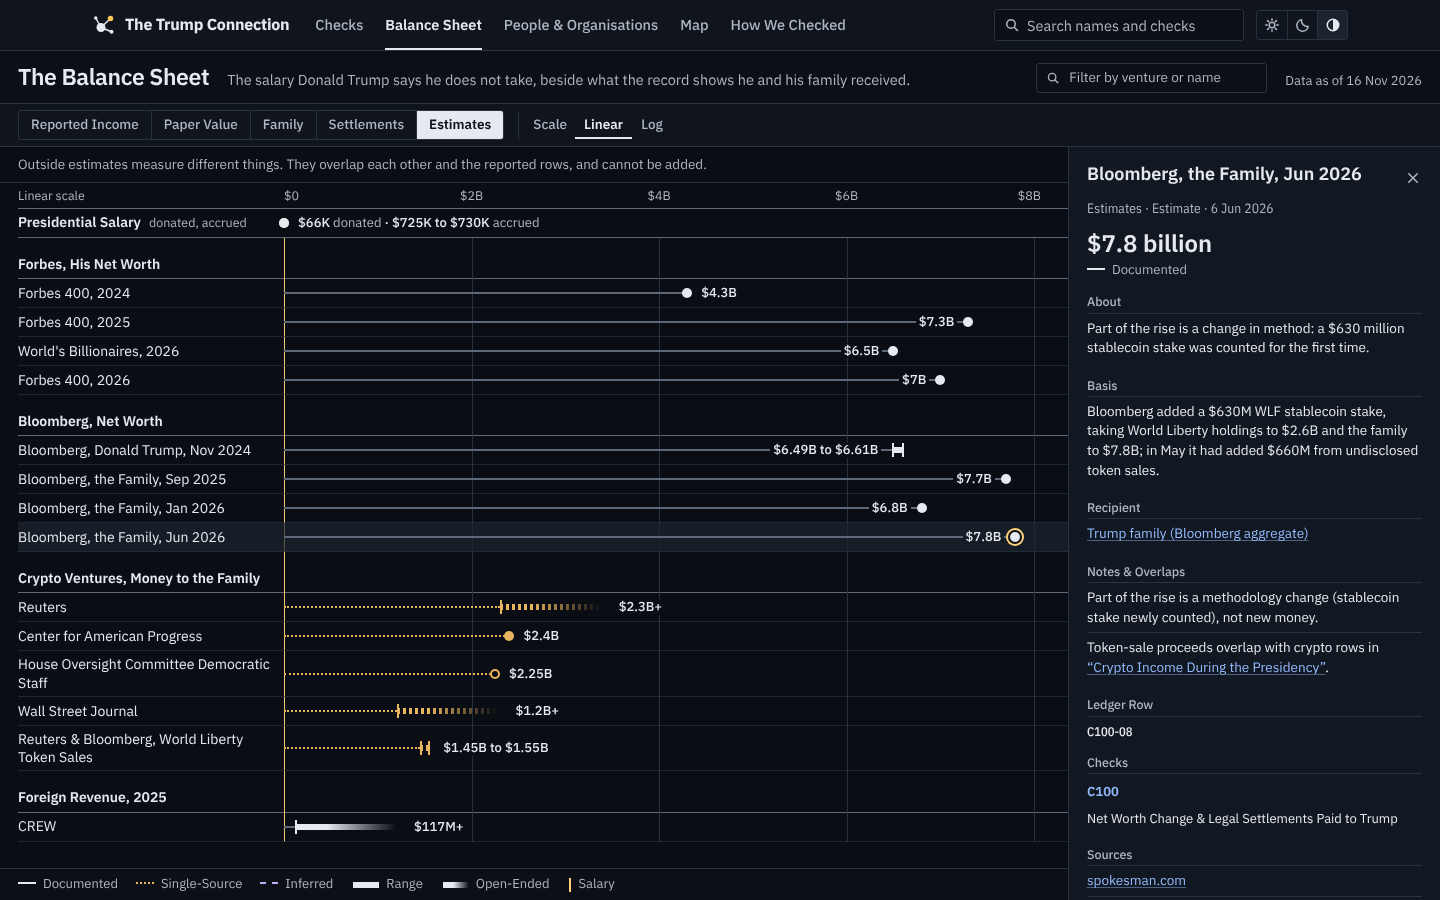 The Trump Connection
Checks
Balance Sheet
People & Organisations
Map
How We Checked
Search names and checks
The Balance Sheet
The salary Donald Trump says he does not take, beside what the record shows he and his family received.
Filter by venture or name
Data as of 16 Nov 2026
Reported Income
Paper Value
Family
Settlements
Estimates
Scale
Linear
Log
Outside estimates measure different things. They overlap each other and the reported rows, and cannot be added.
Linear scale
$0
$2B
$4B
$6B
$8B
Presidential Salary donated, accrued
$66K donated · $725K to $730K accrued
Forbes, His Net Worth
Forbes 400, 2024
$4.3B
Forbes 400, 2025
$7.3B
World's Billionaires, 2026
$6.5B
Forbes 400, 2026
$7B
Bloomberg, Net Worth
Bloomberg, Donald Trump, Nov 2024
$6.49B to $6.61B
Bloomberg, the Family, Sep 2025
$7.7B
Bloomberg, the Family, Jan 2026
$6.8B
Bloomberg, the Family, Jun 2026
$7.8B
Crypto Ventures, Money to the Family
Reuters
$2.3B+
Center for American Progress
$2.4B
House Oversight Committee Democratic
Staff
$2.25B
Wall Street Journal
$1.2B+
Reuters & Bloomberg, World Liberty
Token Sales
$1.45B to $1.55B
Foreign Revenue, 2025
CREW
$117M+
Documented
Single-Source
Inferred
Range
Open-Ended
Salary
Bloomberg, the Family, Jun 2026
Estimates · Estimate · 6 Jun 2026
$7.8 billion
Documented
About
Part of the rise is a change in method: a $630 million
stablecoin stake was counted for the first time.
Basis
Bloomberg added a $630M WLF stablecoin stake,
taking World Liberty holdings to $2.6B and the family
to $7.8B; in May it had added $660M from undisclosed
token sales.
Recipient
Trump family (Bloomberg aggregate)
Notes & Overlaps
Part of the rise is a methodology change (stablecoin
stake newly counted), not new money.
Token-sale proceeds overlap with crypto rows in
“Crypto Income During the Presidency”.
Ledger Row
C100-08
Checks
C100
Net Worth Change & Legal Settlements Paid to Trump
Sources
spokesman.com